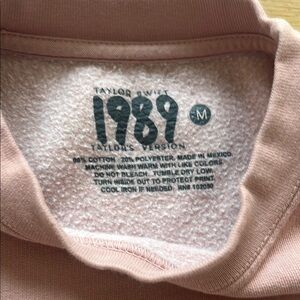 TAYLOR SWIFT
1989
M
TAYLOR'S VERSION
80% COTTON 20% POLYESTER. MADE IN MEXICO.
MACHINE WASH WARM WITH LIKE COLORS
DO NOT BLEACH. TUMBLE DRY LOW.
TURN INSIDE OUT TO PROTECT PRINT.
COOL IRON IF NEEDED